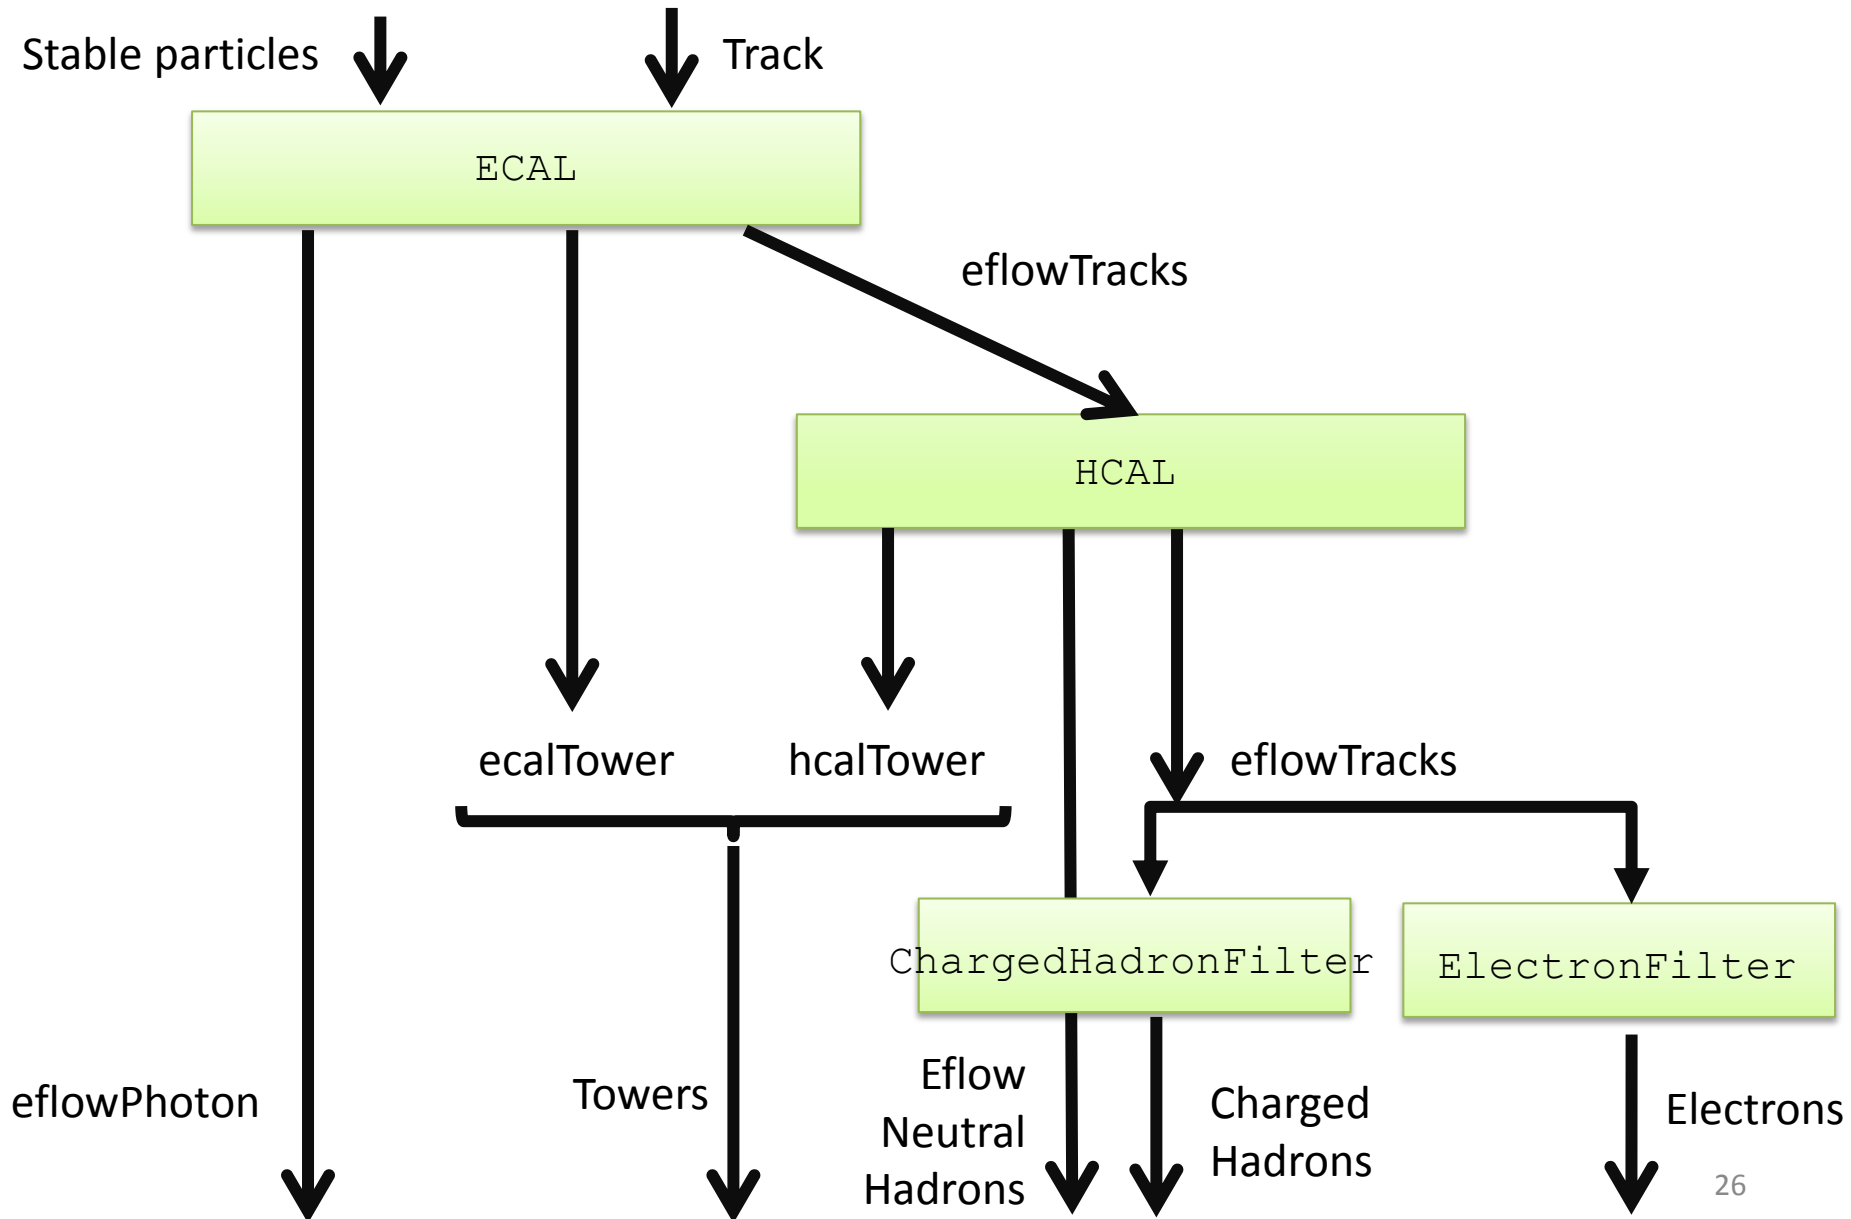 Stable particles
Track
ECAL
eflowTracks
HCAL
ecalTower
hcalTower
eflowTracks
ChargedHadronFilter
ElectronFilter
eflowPhoton
Towers
Eflow
Neutral
Hadrons
Charged
Hadrons
Electrons
26